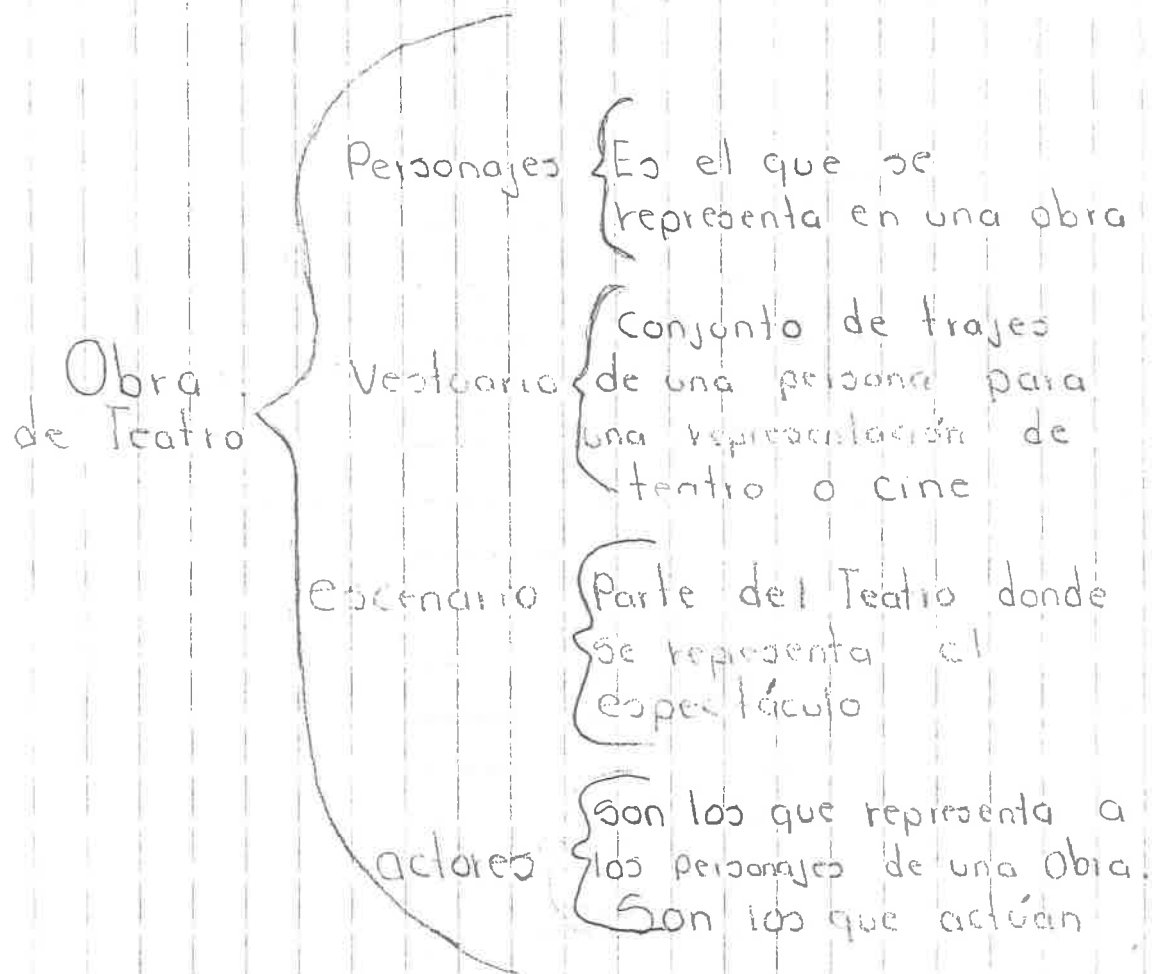 Obra
de Teatro
Personajes
Es el que se
representa en una obra
Vestuario
Conjunto de trajes
de una persona para
una representación de
teatro o cine
escenario
Parte del Teatro donde
se representa el
espectáculo
actores
Son los que representa a
los personajes de una Obra.
Son los que actúan